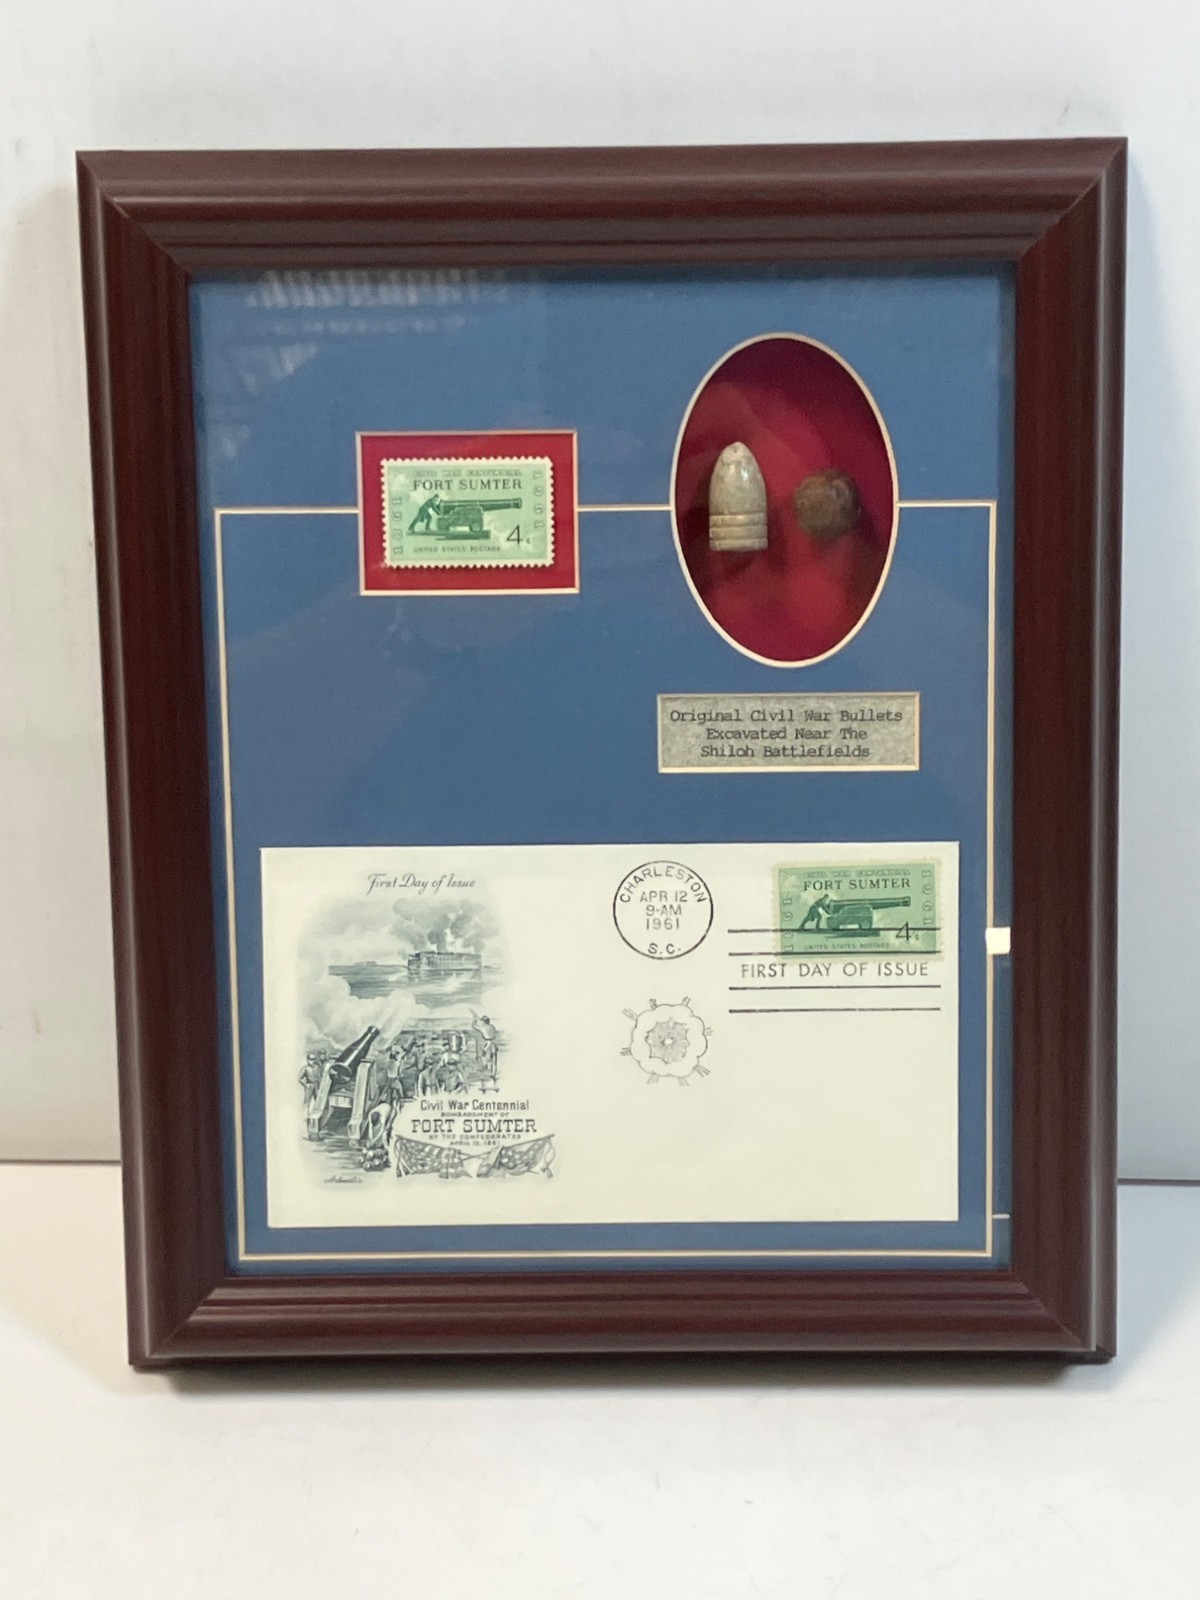 CIVIL WAR CENTENNIAL
FORT SUMTER
1861
1961
4c
UNITED STATES POSTAGE
Original Civil War Bullets
Excavated Near The
Shiloh Battlefields
First Day of Issue
CHARLESTON
APR 12
9-AM
1961
S.C.
CIVIL WAR CENTENNIAL
FORT SUMTER
1861
1961
4c
UNITED STATES POSTAGE
FIRST DAY OF ISSUE
Civil War Centennial
BOMBARDMENT OF
FORT SUMTER
BY THE CONFEDERATES
APRIL 12, 1861